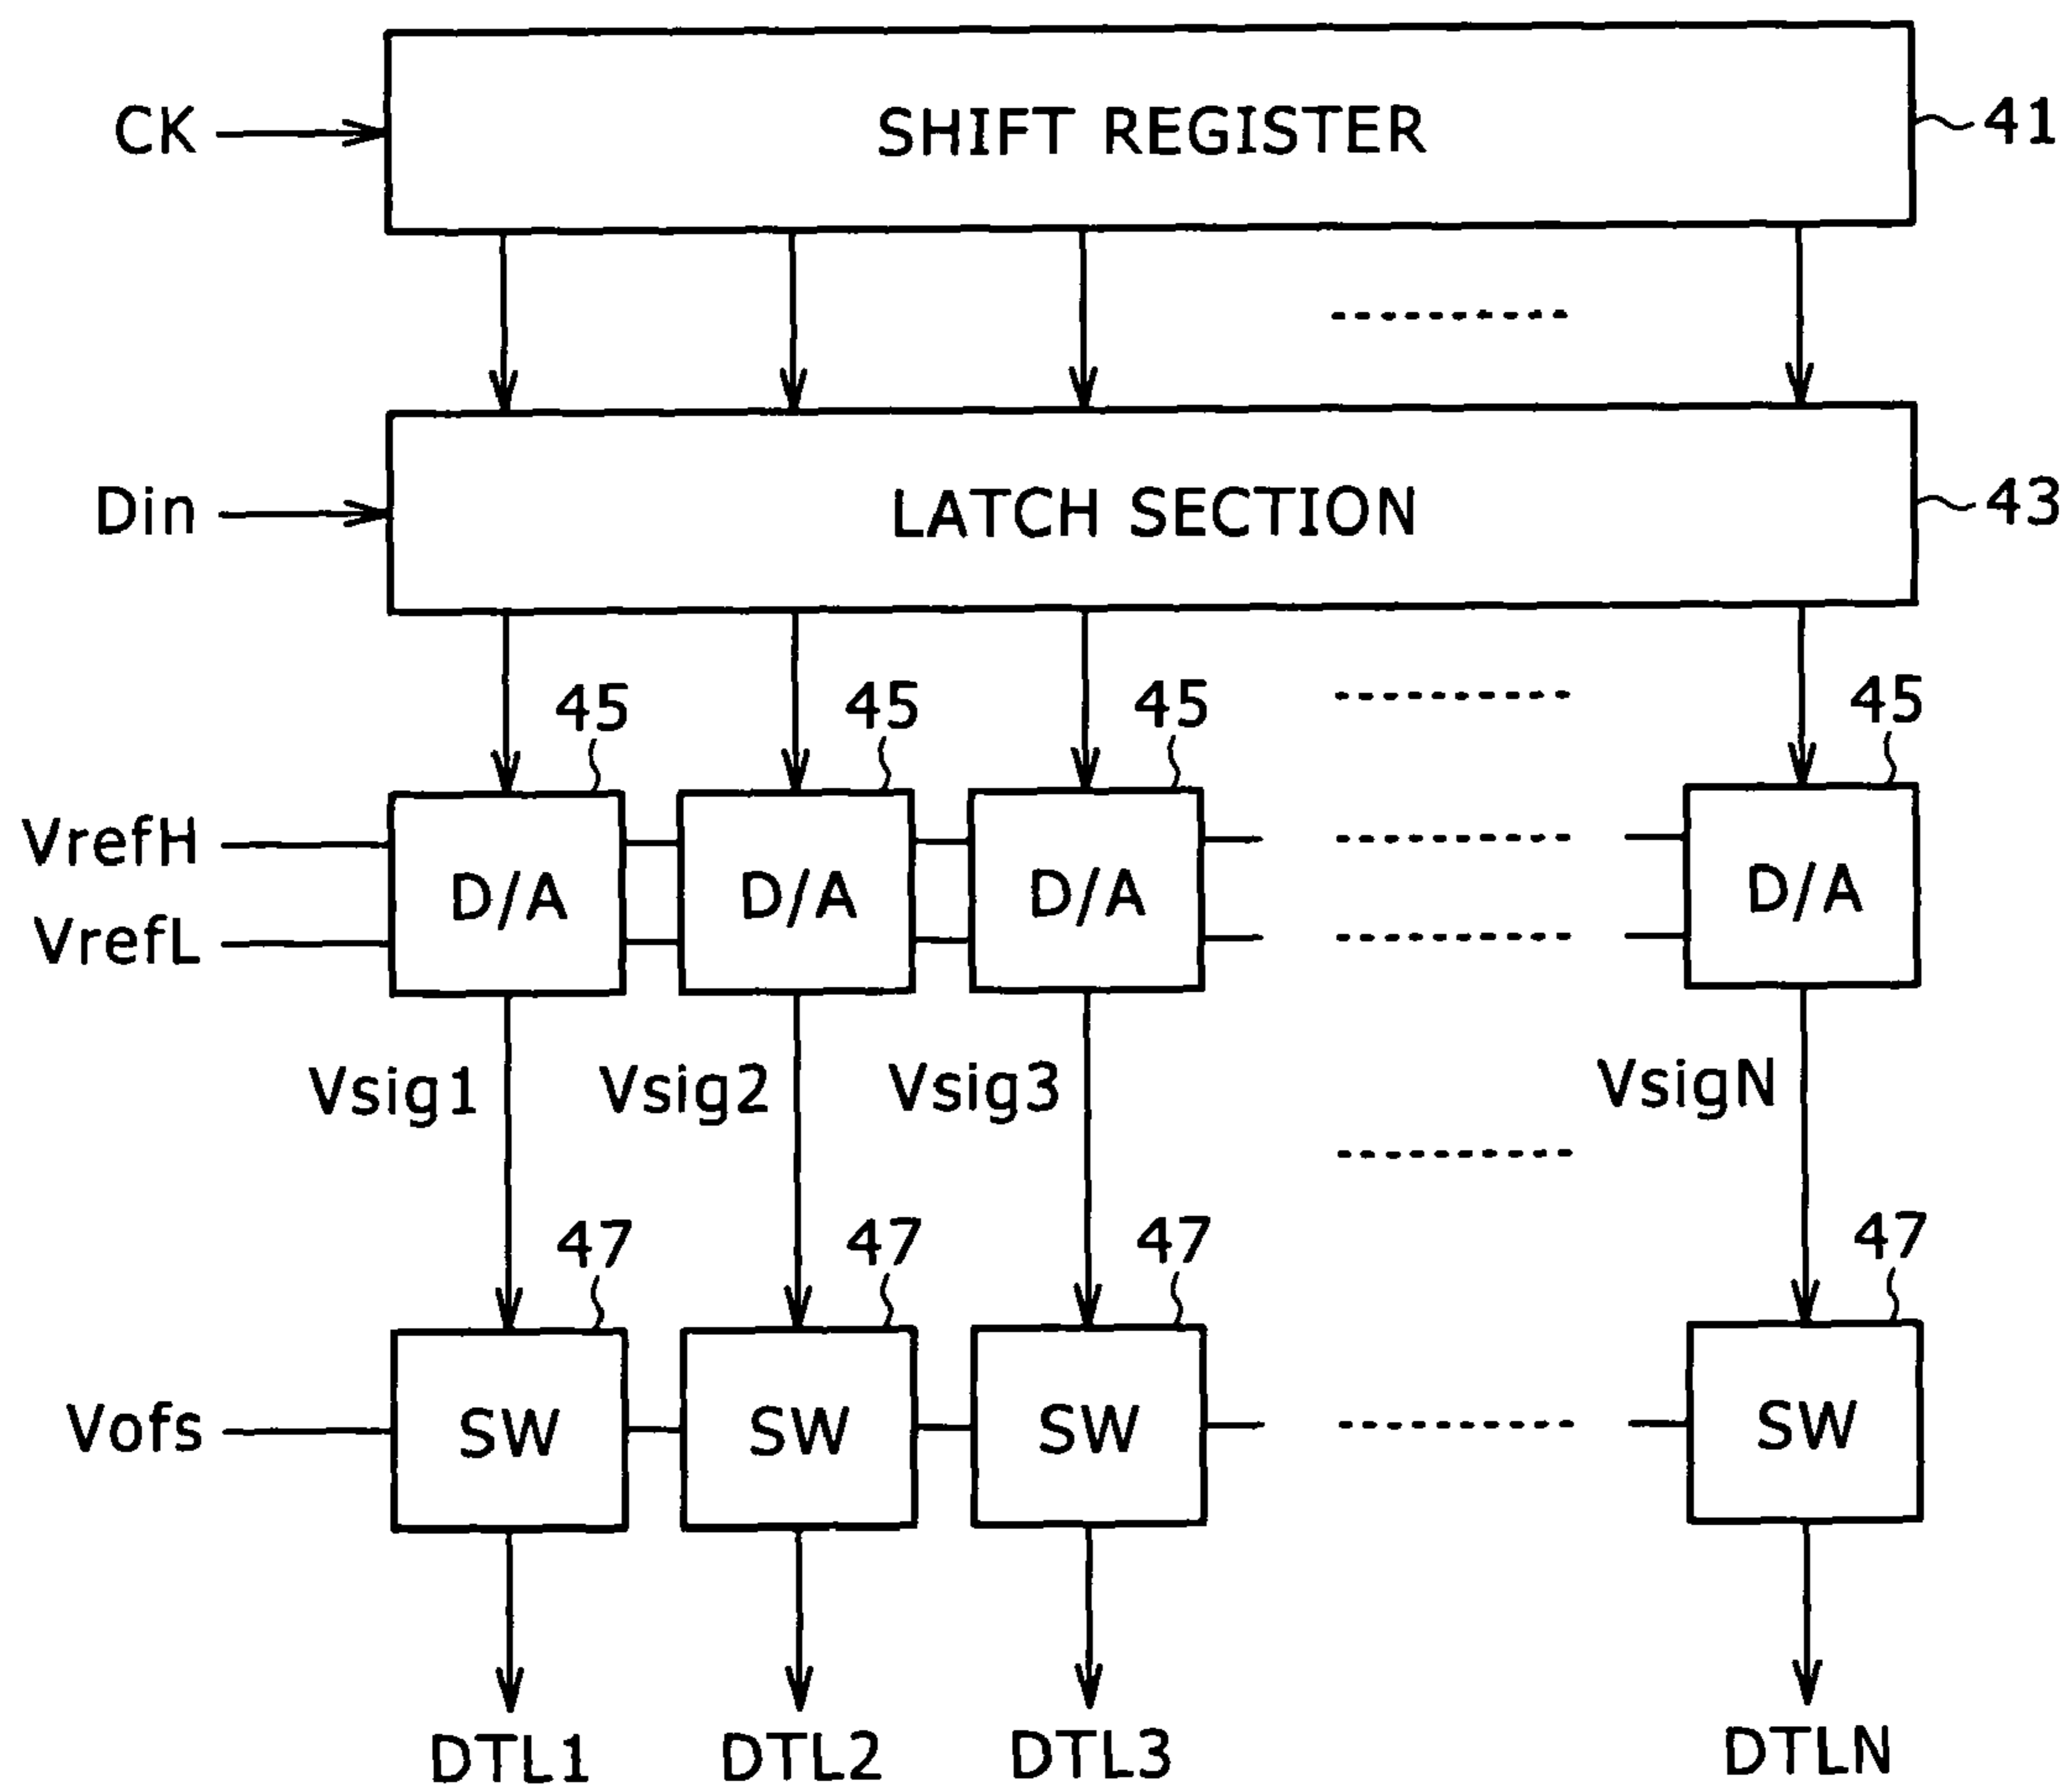 CK
SHIFT REGISTER
41
Din
LATCH SECTION
43
45 45 45 45
VrefH
VrefL
D/A D/A D/A D/A
Vsig1 Vsig2 Vsig3 VsigN
47 47 47 47
Vofs
SW SW SW SW
DTL1 DTL2 DTL3 DTLN